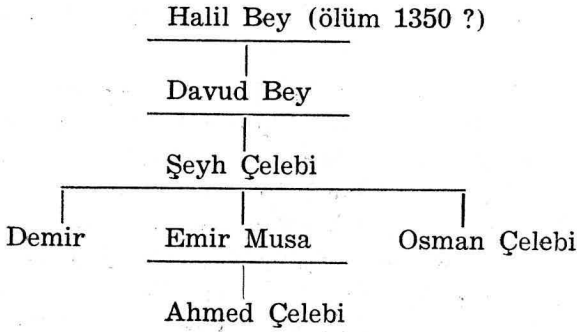 Halil Bey (ölüm 1350 ?)
Davud Bey
Şeyh Çelebi
Demir Emir Musa Osman Çelebi
Ahmed Çelebi